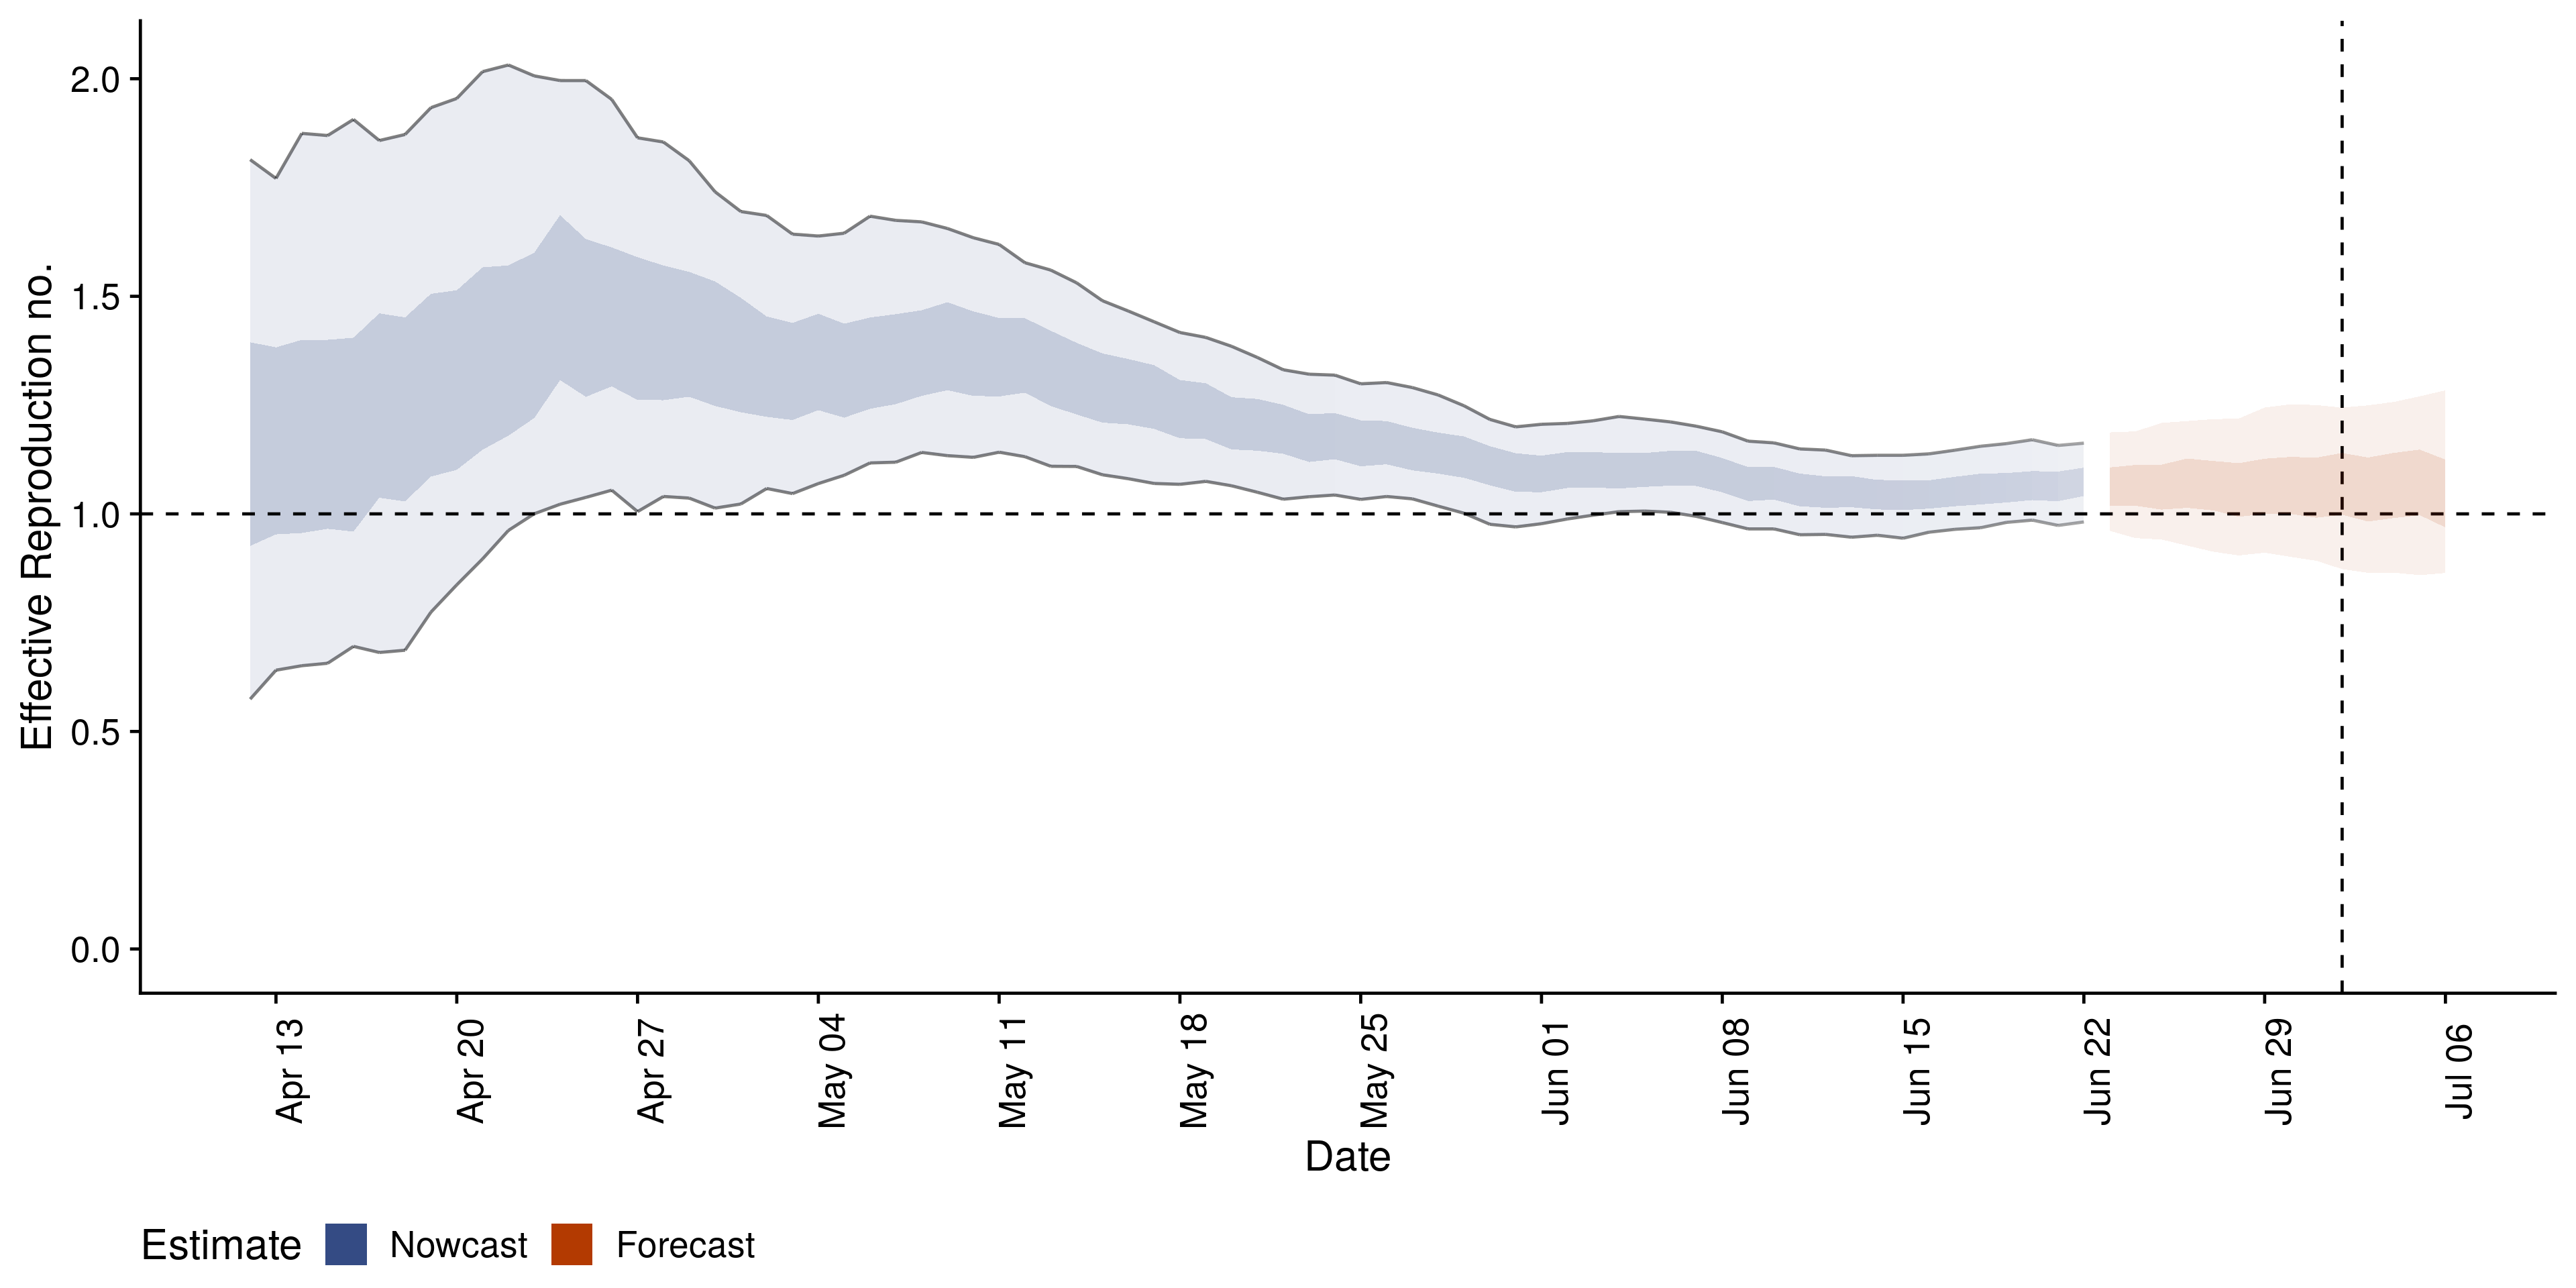 Effective Reproduction no.
2.0
1.5
1.0
0.5
0.0
Apr 13
Apr 20
Apr 27
May 04
May 11
May 18
May 25
Jun 01
Jun 08
Jun 15
Jun 22
Jun 29
Jul 06
Date
Estimate Nowcast Forecast